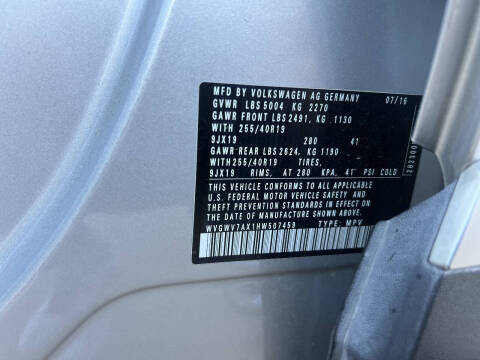 MFD BY VOLKSWAGEN AG GERMANY 07/16
GVWR LBS 5004 KG 2270
GAWR FRONT LBS 2491, KG 1130
WITH 255/40R19
9JX19 280 41
GAWR REAR LBS 2624, KG 1190
WITH 255/40R19 TIRES,
9JX19 RIMS, AT 280 KPA, 41 PSI COLD
THIS VEHICLE CONFORMS TO ALL APPLICABLE
U.S. FEDERAL MOTOR VEHICLE SAFETY AND
THEFT PREVENTION STANDARDS IN EFFECT ON
THE DATE OF MANUFACTURE SHOWN ABOVE.
WVGWV7AX1HW507459 TYPE: MPV